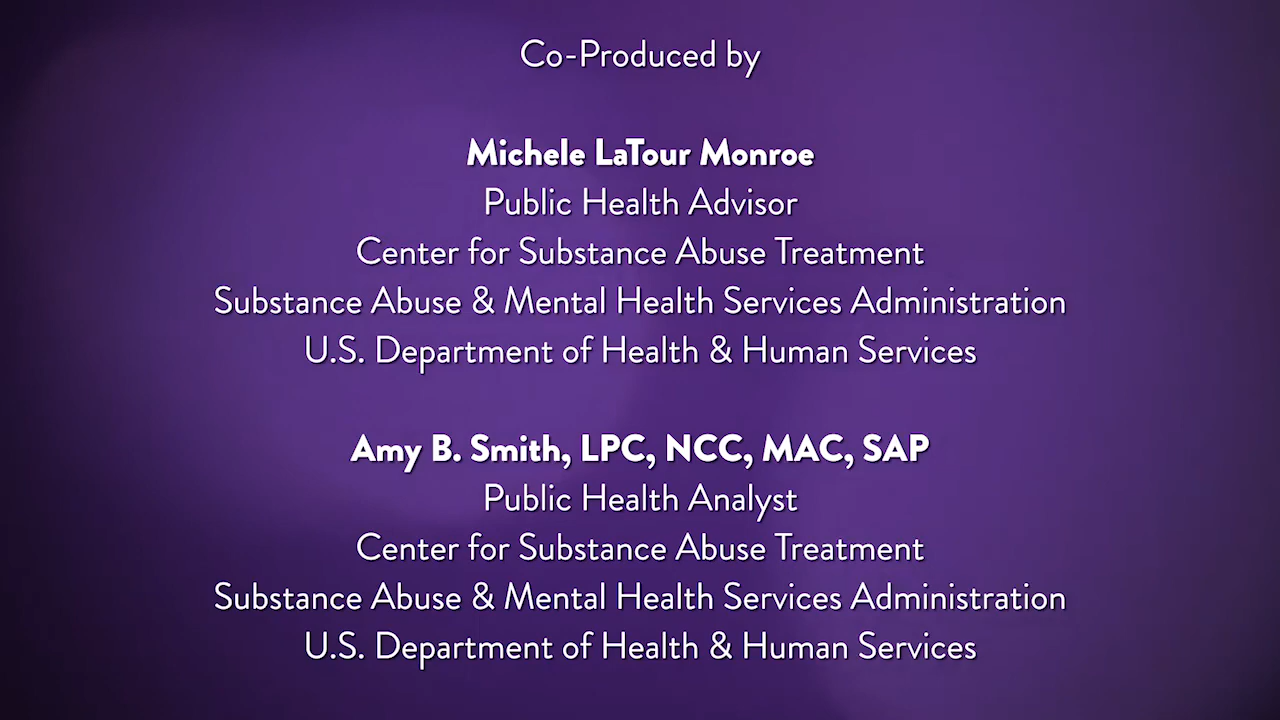 Co-Produced by
Michele LaTour Monroe
Public Health Advisor
Center for Substance Abuse Treatment
Substance Abuse & Mental Health Services Administration
U.S. Department of Health & Human Services
Amy B. Smith, LPC, NCC, MAC, SAP
Public Health Analyst
Center for Substance Abuse Treatment
Substance Abuse & Mental Health Services Administration
U.S. Department of Health & Human Services